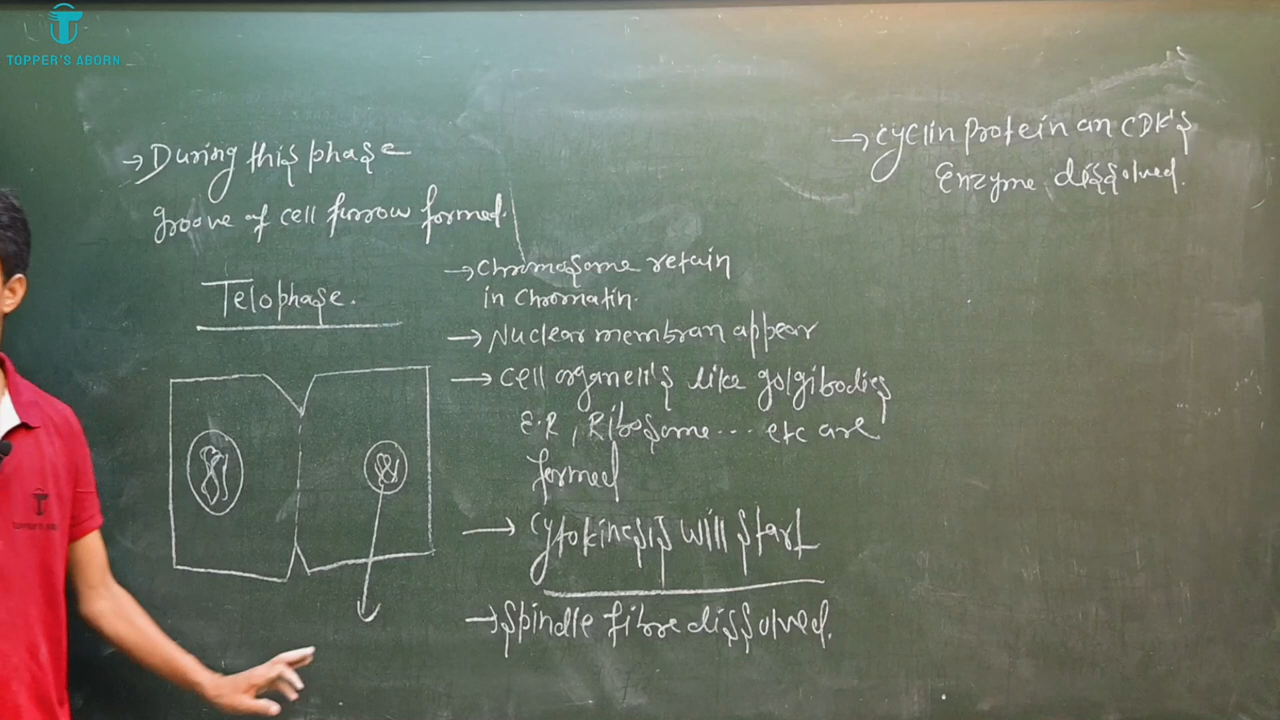 TOPPER'S ABORN
→ During this phase
groove of cell furrow formed.
Telophase.
→ Chromosome retain
in Chromatin.
→ Nuclear membran appear
→ Cell organell's like golgibodies
E.R, Ribosome... etc are
formed
→ Cytokinesis will start
→ Spindle fibre dissolved.
→ Cyclin Protein an CDK's
Enzyme dissolved.